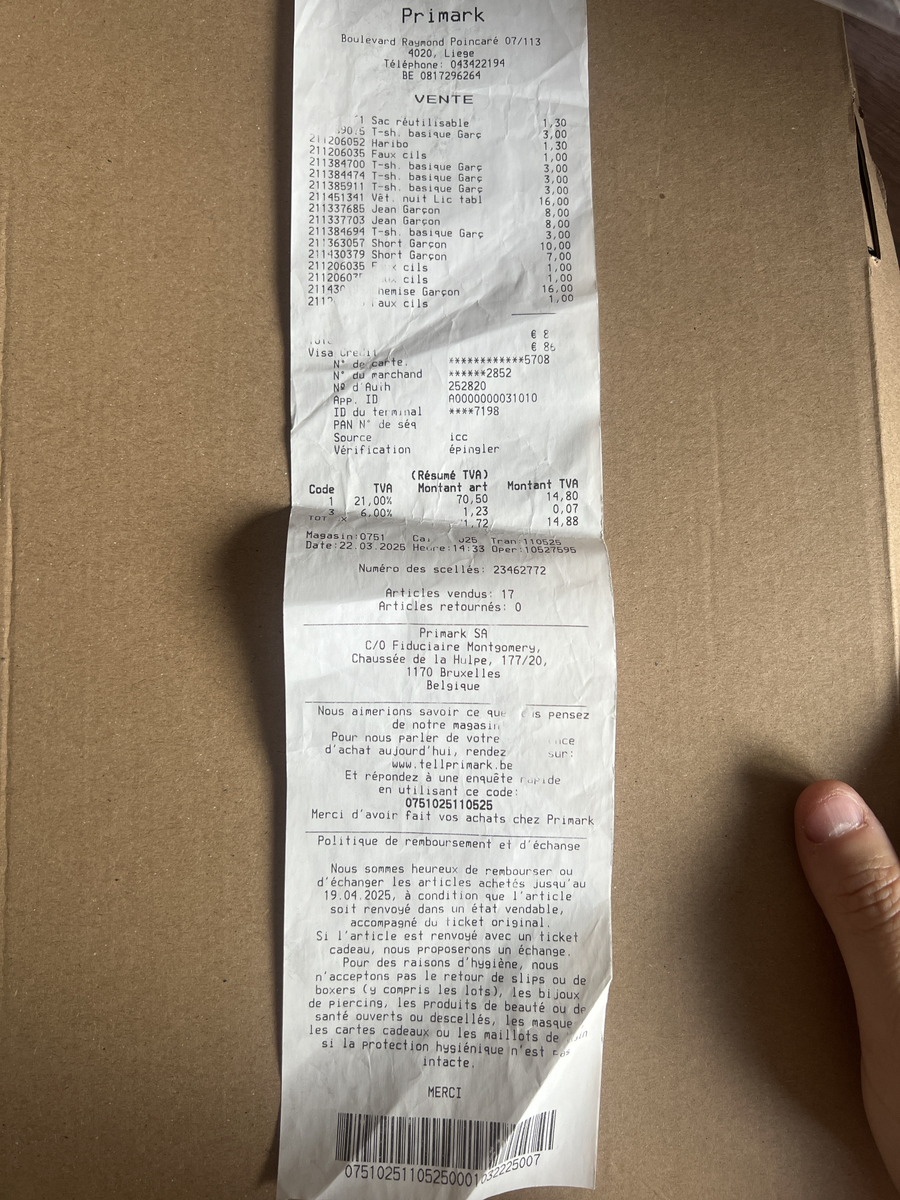 Primark
Boulevard Raymond Poincaré 07/113
4020, Liege
Téléphone: 043422194
BE 0817296264
VENTE
Sac réutilisable 1,30
T-sh. basique Garç 3,00
211206052 Haribo 1,30
211206035 Faux cils 1,00
211384700 T-sh. basique Garç 3,00
211384474 T-sh. basique Garç 3,00
211385911 T-sh. basique Garç 3,00
211451341 Vêt. nuit Lic tabl 16,00
211337685 Jean Garçon 8,00
211337703 Jean Garçon 8,00
211384694 T-sh. basique Garç 3,00
211363057 Short Garçon 10,00
211430379 Short Garçon 7,00
211206035 cils 1,00
cils 1,00
Garçon 16,00
cils 1,00
€
Visa €
N° de carte. ************5708
N° du marchand ******2852
Nº d'Auth 252820
App. ID A0000000031010
ID du terminal ****7198
PAN N° de séq
Source icc
Vérification épingler
(Résumé TVA)
Code TVA Montant art Montant TVA
1 21,00% 70,50 14,80
3 6,00% 1,23 0,07
14,88
Magasin:0751 Tran:110525
Date:22.03.2025 Heure:14:33 Oper:10527595
Numéro des scellés: 23462772
Articles vendus: 17
Articles retournés: 0
Primark SA
C/O Fiduciaire Montgomery,
Chaussée de la Hulpe, 177/20,
1170 Bruxelles
Belgique
Nous aimerions savoir ce que pensez
de notre magasin
Pour nous parler de votre
d'achat aujourd'hui, rendez sur:
www.tellprimark.be
Et répondez à une enquête rapide
en utilisant ce code:
0751025110525
Merci d'avoir fait vos achats chez Primark
Politique de remboursement et d'échange
Nous sommes heureux de rembourser ou
d'échanger les articles achetés jusqu'au
19.04.2025, à condition que l'article
soit renvoyé dans un état vendable,
accompagné du ticket original.
Si l'article est renvoyé avec un ticket
cadeau, nous proposerons un échange.
Pour des raisons d'hygiène, nous
n'acceptons pas le retour de slips ou de
boxers (y compris les lots), les bijoux
de piercing, les produits de beauté ou de
santé ouverts ou descellés, les masque
les cartes cadeaux ou les maillots de
si la protection hygiénique n'est pas
intacte.
MERCI
07510251105250001032225007